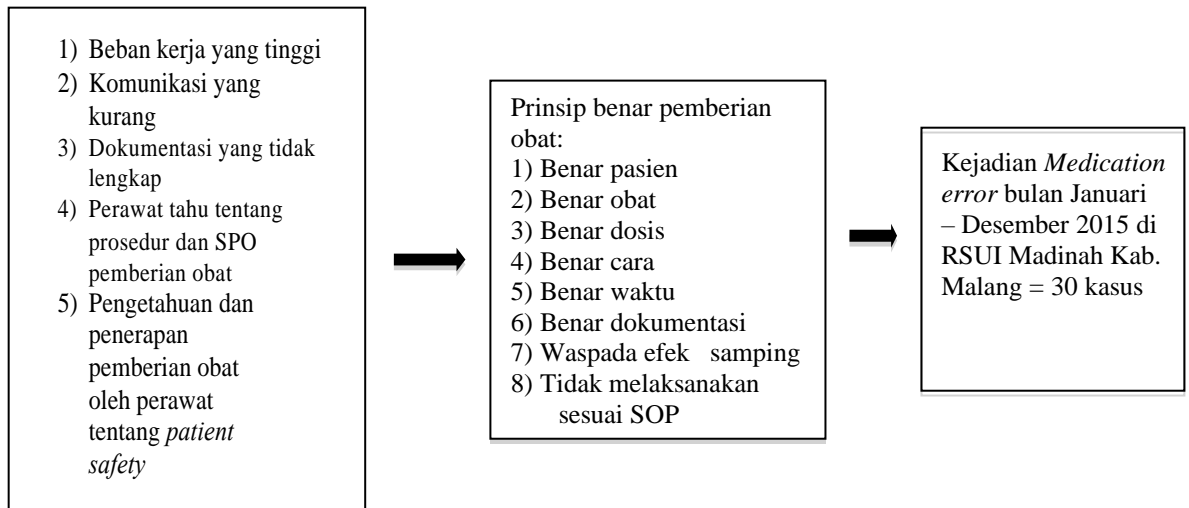 1) Beban kerja yang tinggi
2) Komunikasi yang
kurang
3) Dokumentasi yang tidak
lengkap
4) Perawat tahu tentang
prosedur dan SPO
pemberian obat
5) Pengetahuan dan
penerapan
pemberian obat
oleh perawat
tentang patient
safety
Prinsip benar pemberian
obat:
1) Benar pasien
2) Benar obat
3) Benar dosis
4) Benar cara
5) Benar waktu
6) Benar dokumentasi
7) Waspada efek samping
8) Tidak melaksanakan
sesuai SOP
Kejadian Medication
error bulan Januari
– Desember 2015 di
RSUI Madinah Kab.
Malang = 30 kasus